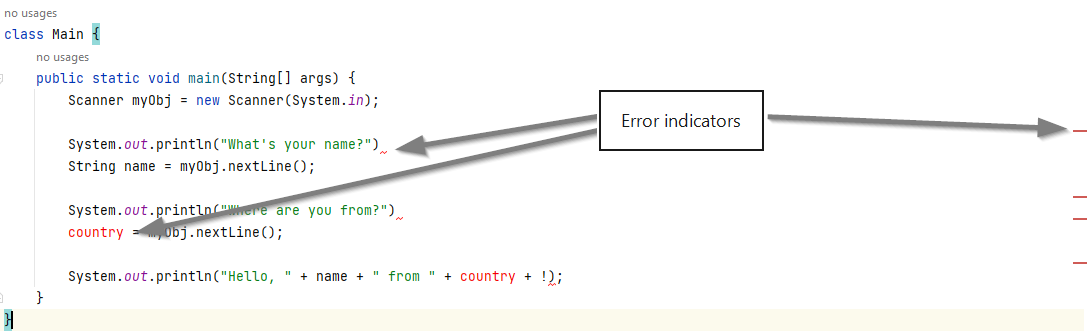 no usages
class Main {
no usages
public static void main(String[] args) {
Scanner myObj = new Scanner(System.in);
System.out.println("What's your name?")
String name = myObj.nextLine();
System.out.println("Where are you from?")
country = myObj.nextLine();
System.out.println("Hello, " + name + " from " + country + !);
}
}
Error indicators